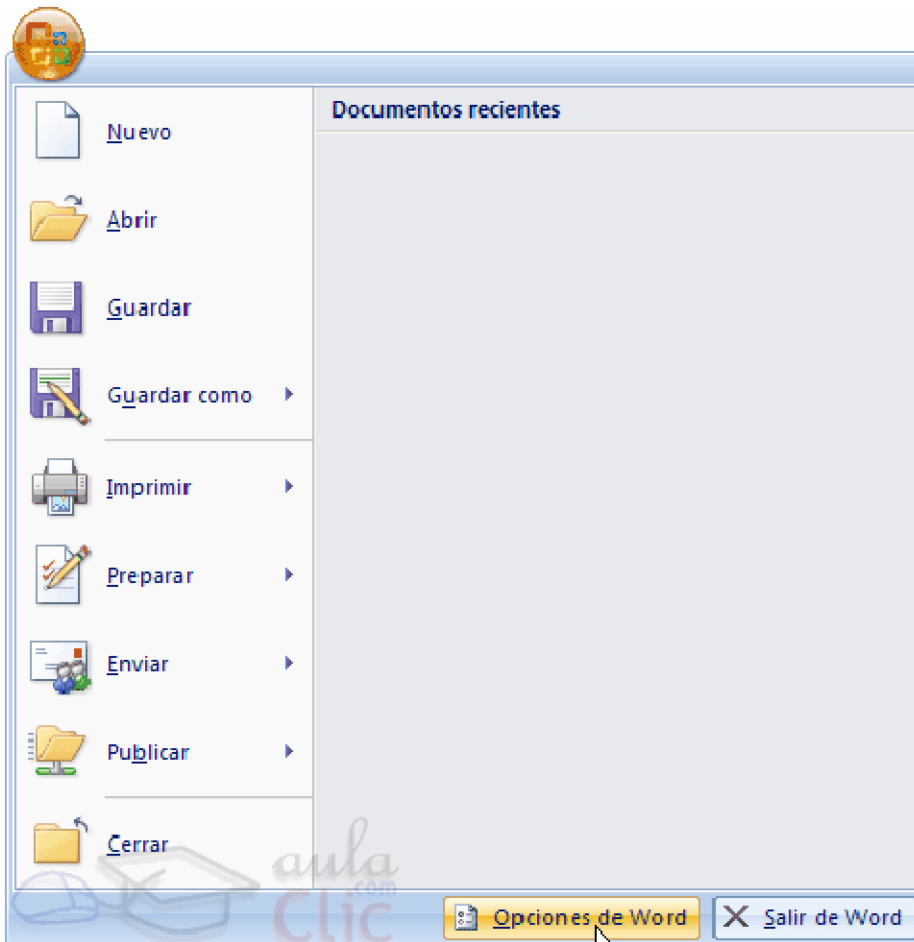 Documentos recientes
Nuevo
Abrir
Guardar
Guardar como
Imprimir
Preparar
Enviar
Publicar
Cerrar
aula
.com
Clic
Opciones de Word
Salir de Word